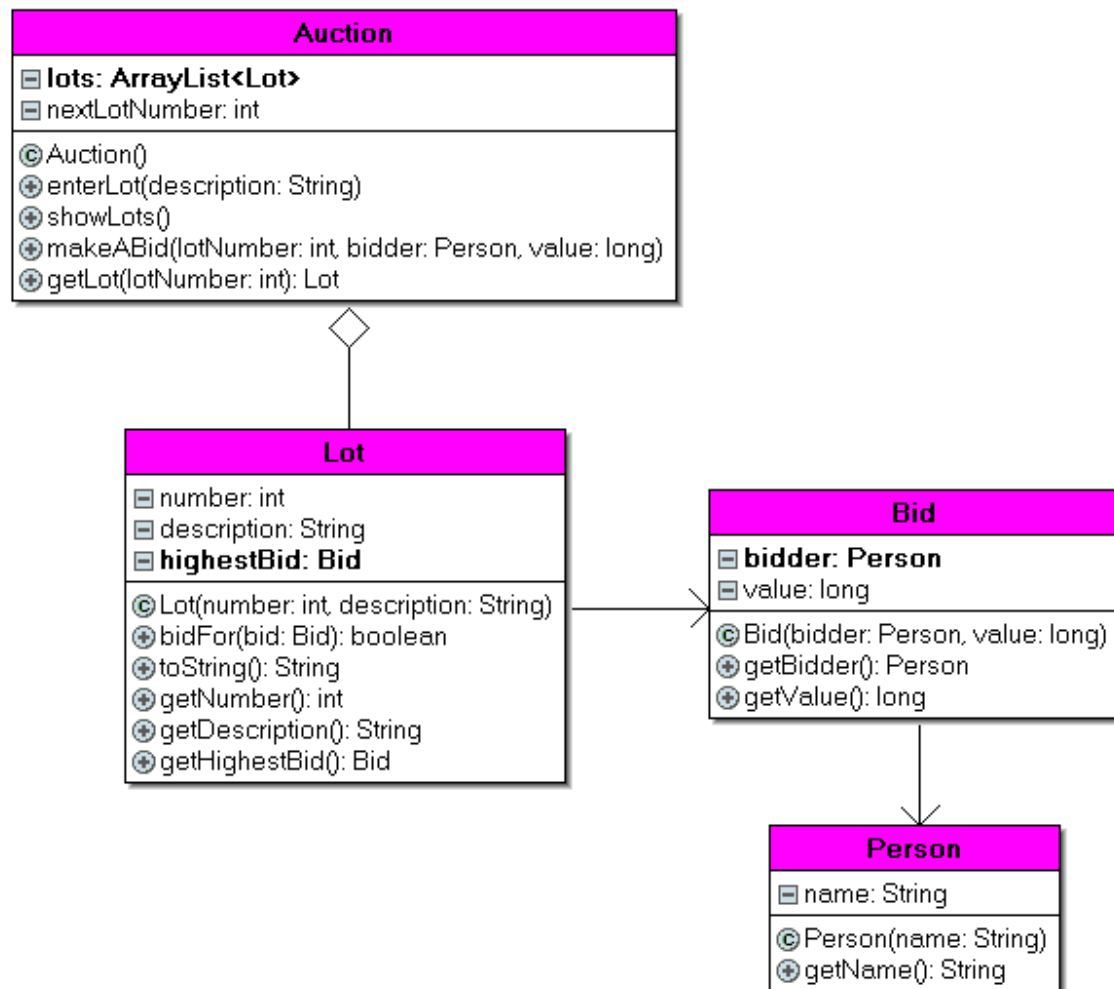 Auction
lots: ArrayList<Lot>
nextLotNumber: int
Auction()
enterLot(description: String)
showLots()
makeABid(lotNumber: int, bidder: Person, value: long)
getLot(lotNumber: int): Lot
Lot
number: int
description: String
highestBid: Bid
Lot(number: int, description: String)
bidFor(bid: Bid): boolean
toString(): String
getNumber(): int
getDescription(): String
getHighestBid(): Bid
Bid
bidder: Person
value: long
Bid(bidder: Person, value: long)
getBidder(): Person
getValue(): long
Person
name: String
Person(name: String)
getName(): String